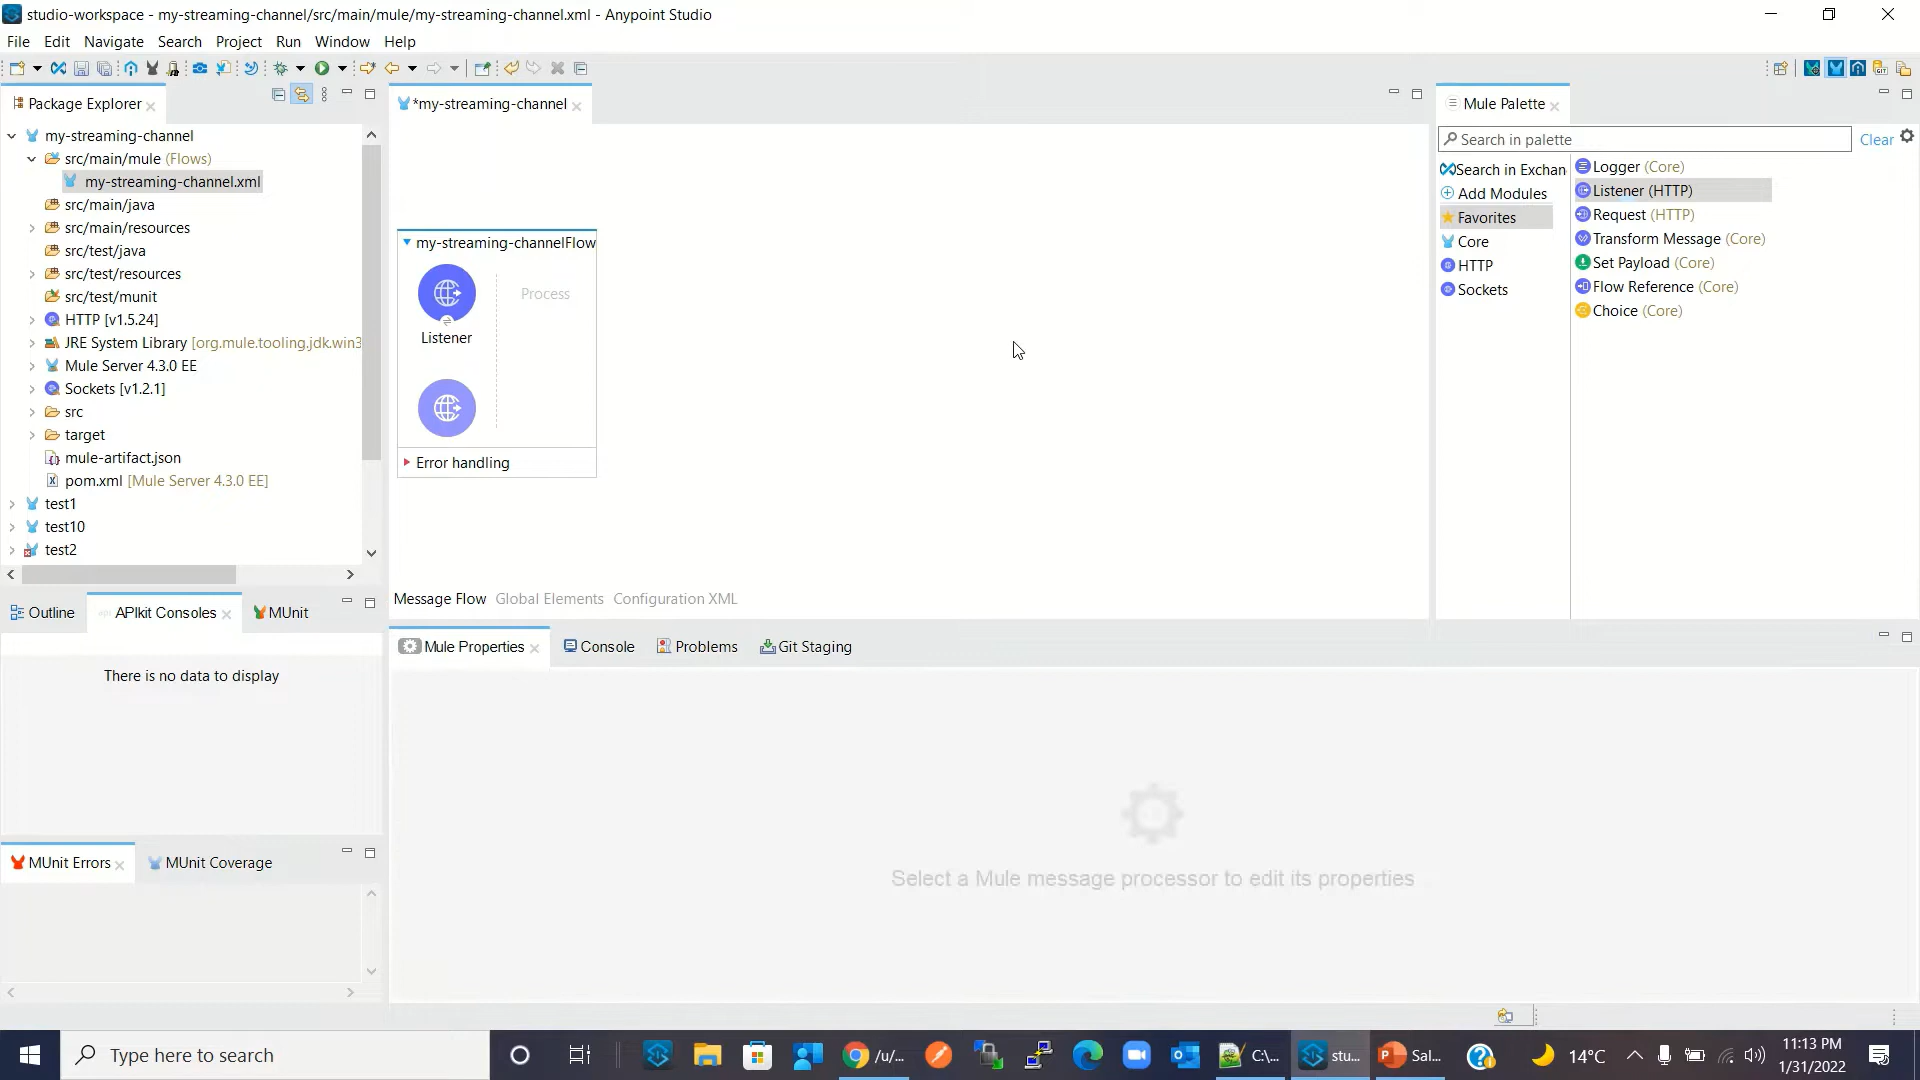 studio-workspace - my-streaming-channel/src/main/mule/my-streaming-channel.xml - Anypoint Studio
File Edit Navigate Search Project Run Window Help
Package Explorer
my-streaming-channel
src/main/mule (Flows)
my-streaming-channel.xml
src/main/java
src/main/resources
src/test/java
src/test/resources
src/test/munit
HTTP [v1.5.24]
JRE System Library [org.mule.tooling.jdk.win3
Mule Server 4.3.0 EE
Sockets [v1.2.1]
src
target
mule-artifact.json
pom.xml [Mule Server 4.3.0 EE]
test1
test10
test2
*my-streaming-channel
my-streaming-channelFlow
Process
Listener
Error handling
Message Flow Global Elements Configuration XML
Mule Palette
Search in palette
Clear
Search in Exchan
Add Modules
Favorites
Core
HTTP
Sockets
Logger (Core)
Listener (HTTP)
Request (HTTP)
Transform Message (Core)
Set Payload (Core)
Flow Reference (Core)
Choice (Core)
Outline APIkit Consoles MUnit
There is no data to display
MUnit Errors MUnit Coverage
Mule Properties Console Problems Git Staging
Select a Mule message processor to edit its properties
Type here to search
/u/...
C:\...
stu...
Sal...
14°C
11:13 PM
1/31/2022